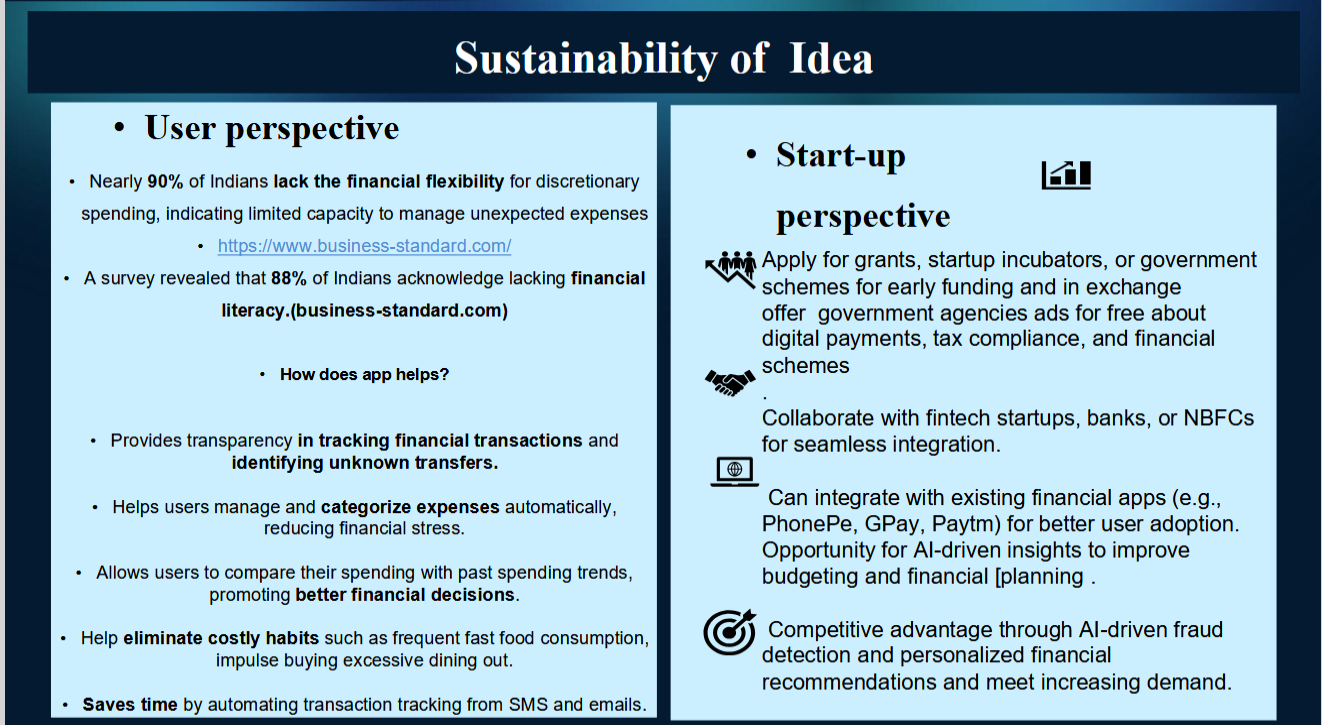 Sustainability of Idea
• User perspective
• Nearly 90% of Indians lack the financial flexibility for discretionary
spending, indicating limited capacity to manage unexpected expenses
• https://www.business-standard.com/
• A survey revealed that 88% of Indians acknowledge lacking financial
literacy.(business-standard.com)
• How does app helps?
• Provides transparency in tracking financial transactions and
identifying unknown transfers.
• Helps users manage and categorize expenses automatically,
reducing financial stress.
• Allows users to compare their spending with past spending trends,
promoting better financial decisions.
• Help eliminate costly habits such as frequent fast food consumption,
impulse buying excessive dining out.
• Saves time by automating transaction tracking from SMS and emails.
• Start-up
perspective
Apply for grants, startup incubators, or government
schemes for early funding and in exchange
offer government agencies ads for free about
digital payments, tax compliance, and financial
schemes
.
Collaborate with fintech startups, banks, or NBFCs
for seamless integration.
Can integrate with existing financial apps (e.g.,
PhonePe, GPay, Paytm) for better user adoption.
Opportunity for AI-driven insights to improve
budgeting and financial [planning .
Competitive advantage through AI-driven fraud
detection and personalized financial
recommendations and meet increasing demand.